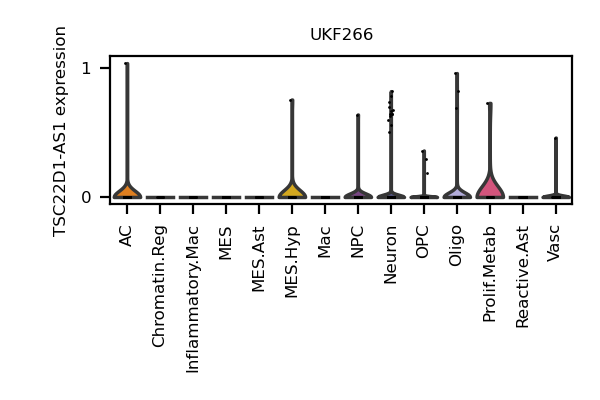 UKF266
TSC22D1-AS1 expression
1
0
AC
Chromatin.Reg
Inflammatory.Mac
MES
MES.Ast
MES.Hyp
Mac
NPC
Neuron
OPC
Oligo
Prolif.Metab
Reactive.Ast
Vasc